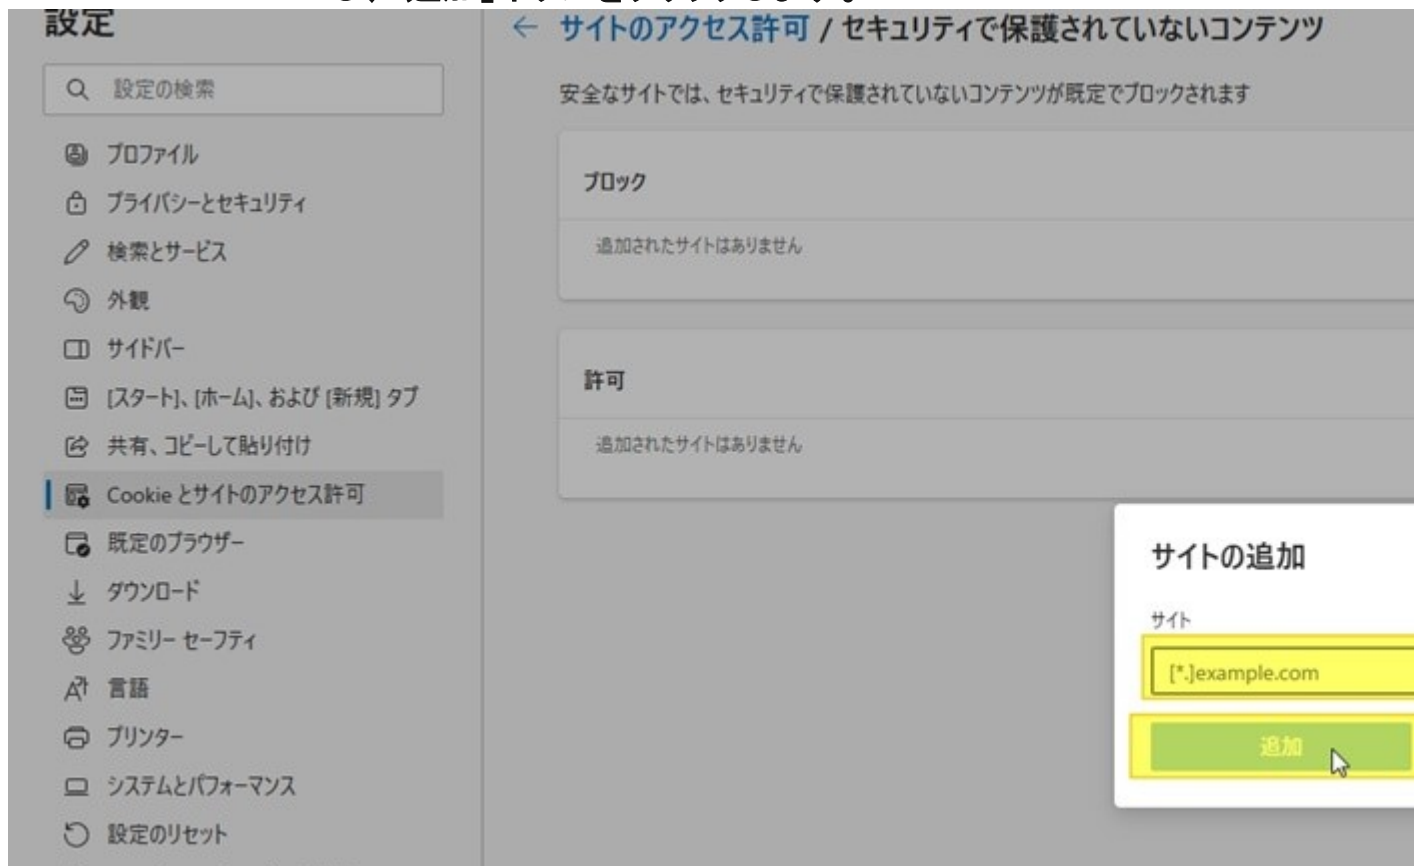 設定
設定の検索
プロファイル
プライバシーとセキュリティ
検索とサービス
外観
サイドバー
[スタート]、[ホーム]、および [新規] タブ
共有、コピーして貼り付け
Cookie とサイトのアクセス許可
既定のブラウザー
ダウンロード
ファミリー セーフティ
言語
プリンター
システムとパフォーマンス
設定のリセット
← サイトのアクセス許可 / セキュリティで保護されていないコンテンツ
安全なサイトでは、セキュリティで保護されていないコンテンツが既定でブロックされます
ブロック
追加されたサイトはありません
許可
追加されたサイトはありません
サイトの追加
サイト
[*.]example.com
追加